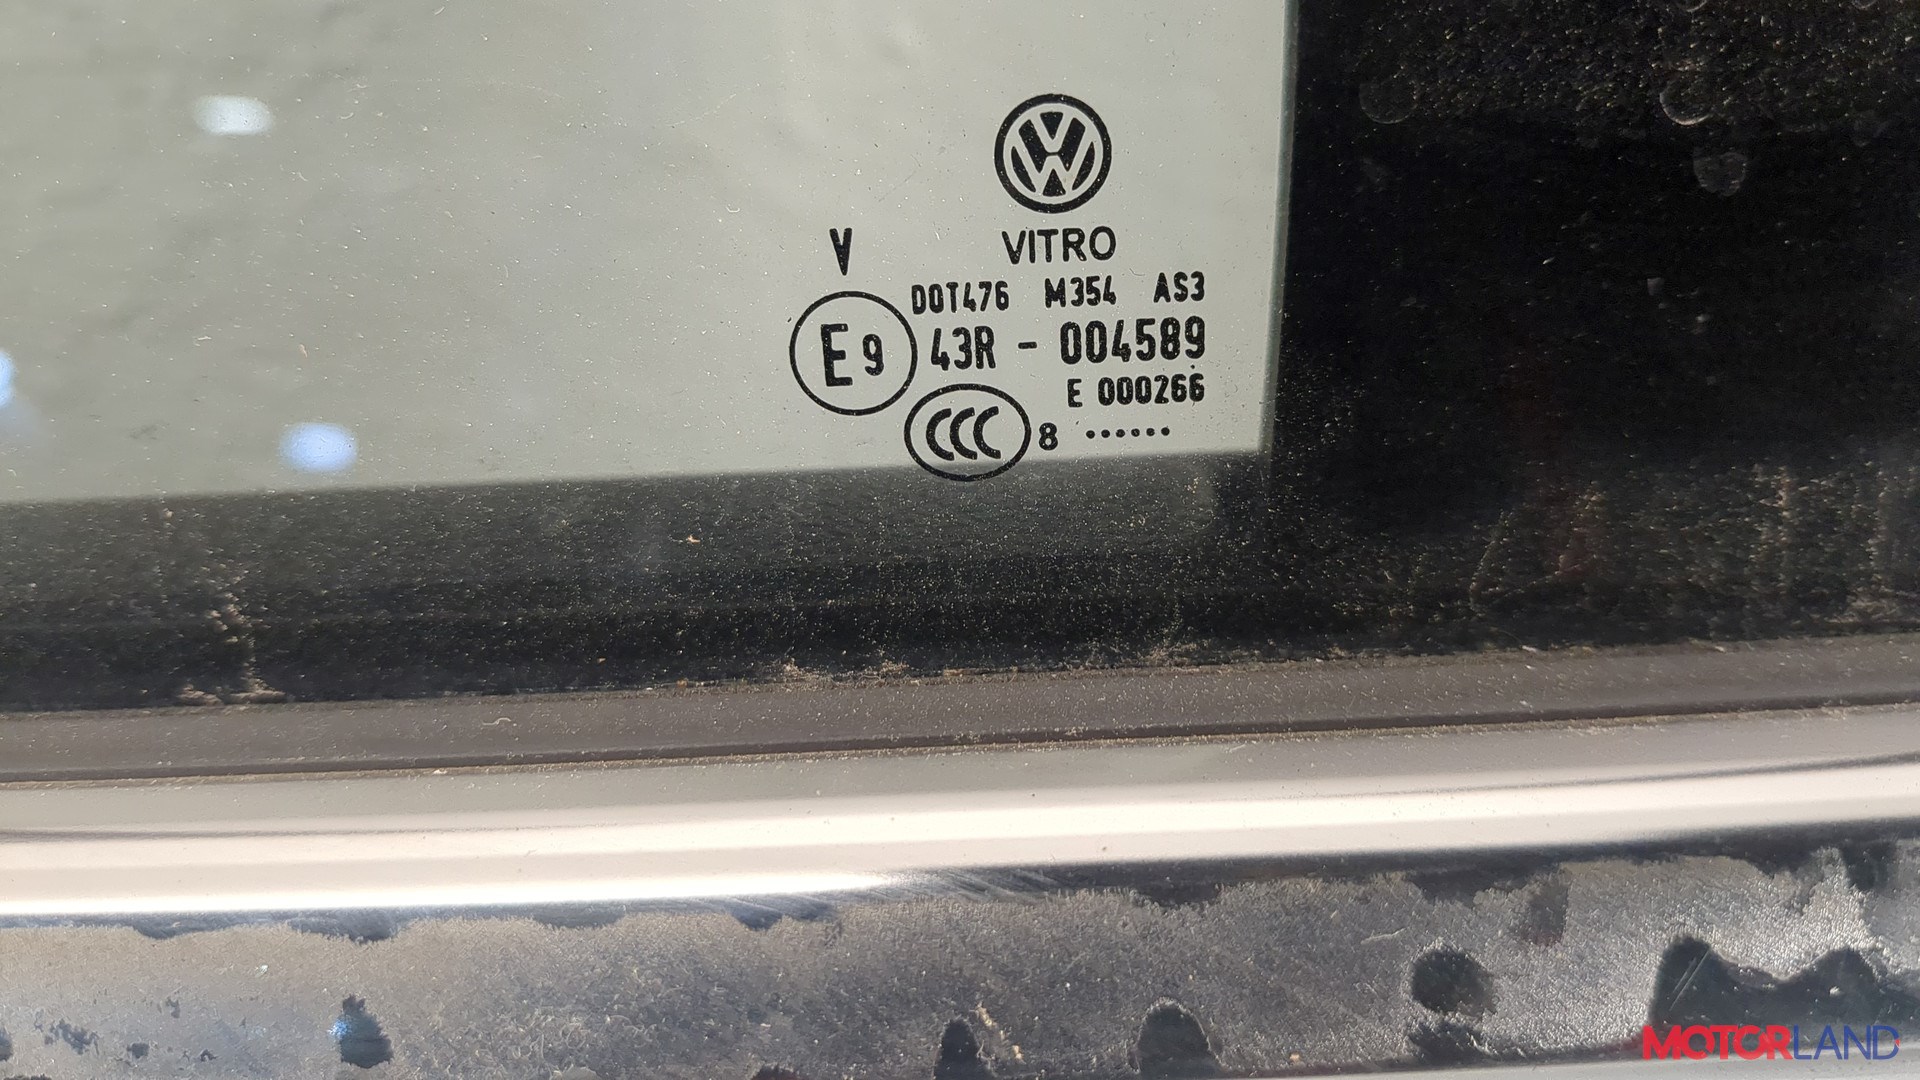 VITRO
V
DOT476 M354 AS3
E9 43R - 004589
E 000266
CCC 8 ......
MOTORLAND